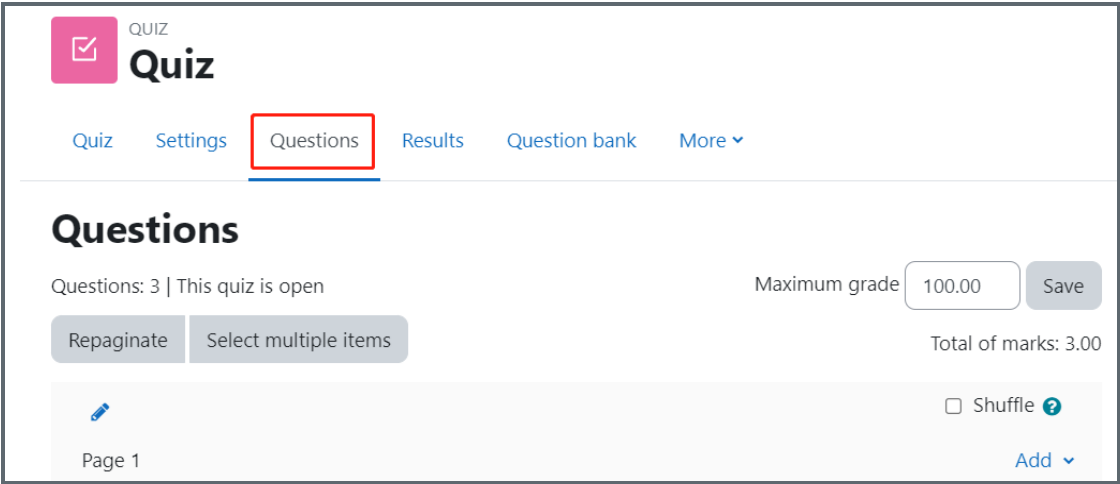 QUIZ
Quiz
Quiz Settings Questions Results Question bank More
Questions
Questions: 3 | This quiz is open
Maximum grade 100.00 Save
Repaginate Select multiple items
Total of marks: 3.00
Shuffle ?
Page 1
Add